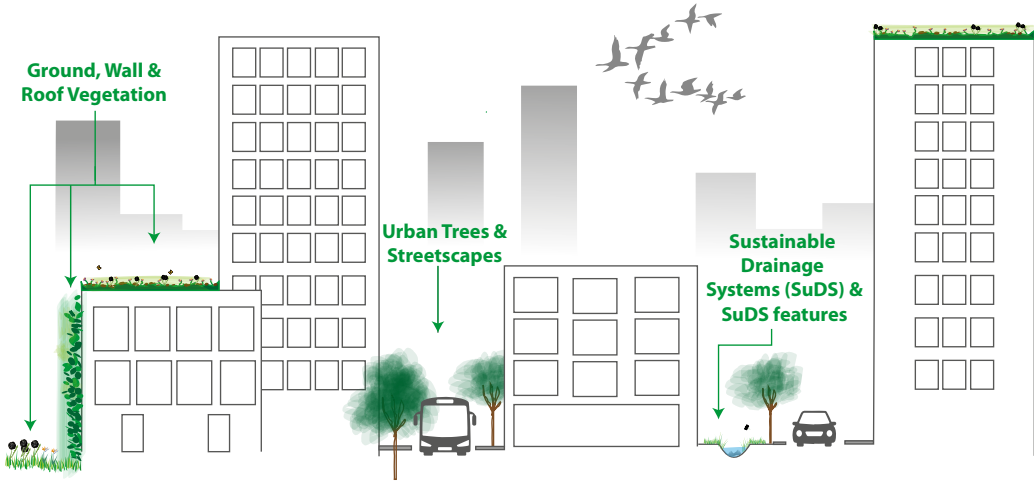 Ground, Wall &
Roof Vegetation
Urban Trees &
Streetscapes
Sustainable
Drainage
Systems (SuDS) &
SuDS features